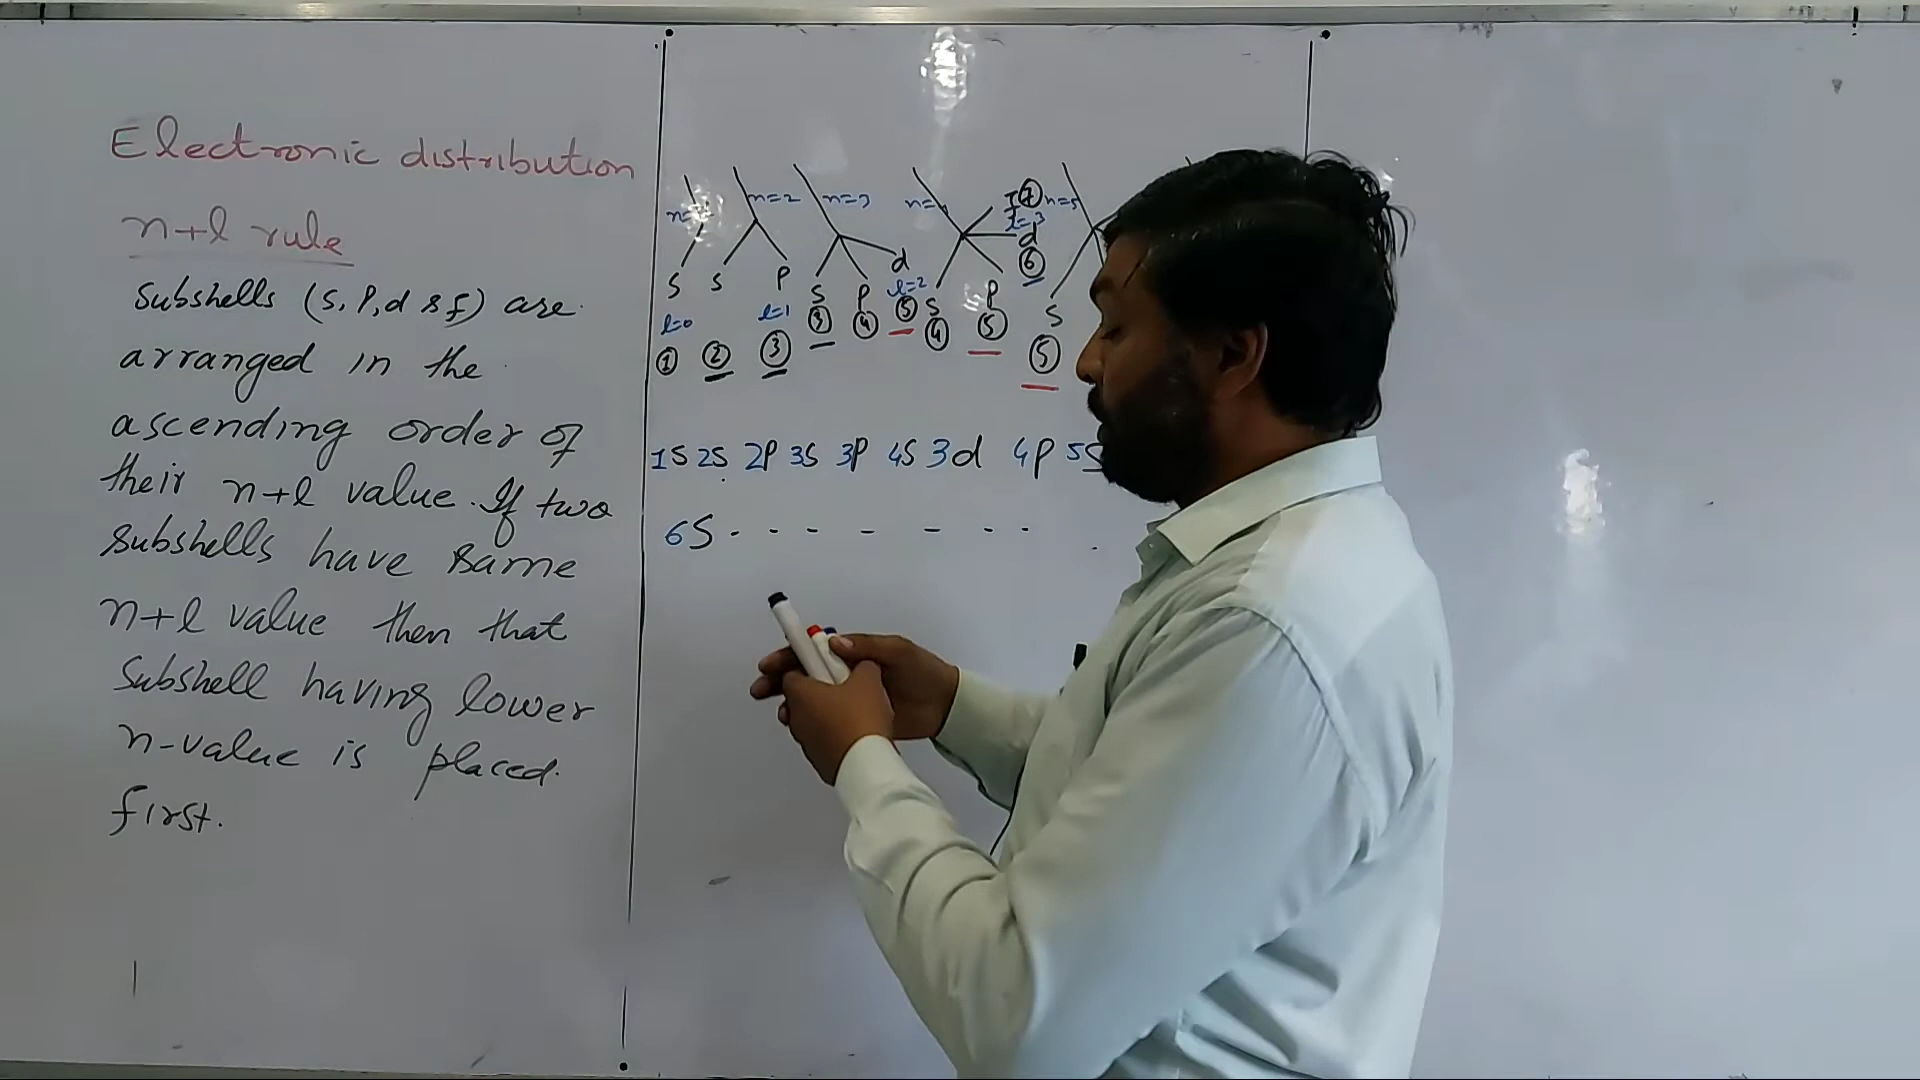 Electronic distribution
n+l rule
Subshells (s, p, d & f) are
arranged in the
ascending order of
their n+l value. If two
subshells have same
n+l value then that
subshell having lower
n-value is placed.
first.
n=2 n=3 n=5
l=3
s s p s p d s p d s
l=0 l=1 l=2
① ② ③ ③ ④ ⑤ ④ ⑤ ⑥ ⑤ ⑦
1S 2S 2P 3S 3P 4S 3d 4P 5S
6S - - - - - - -